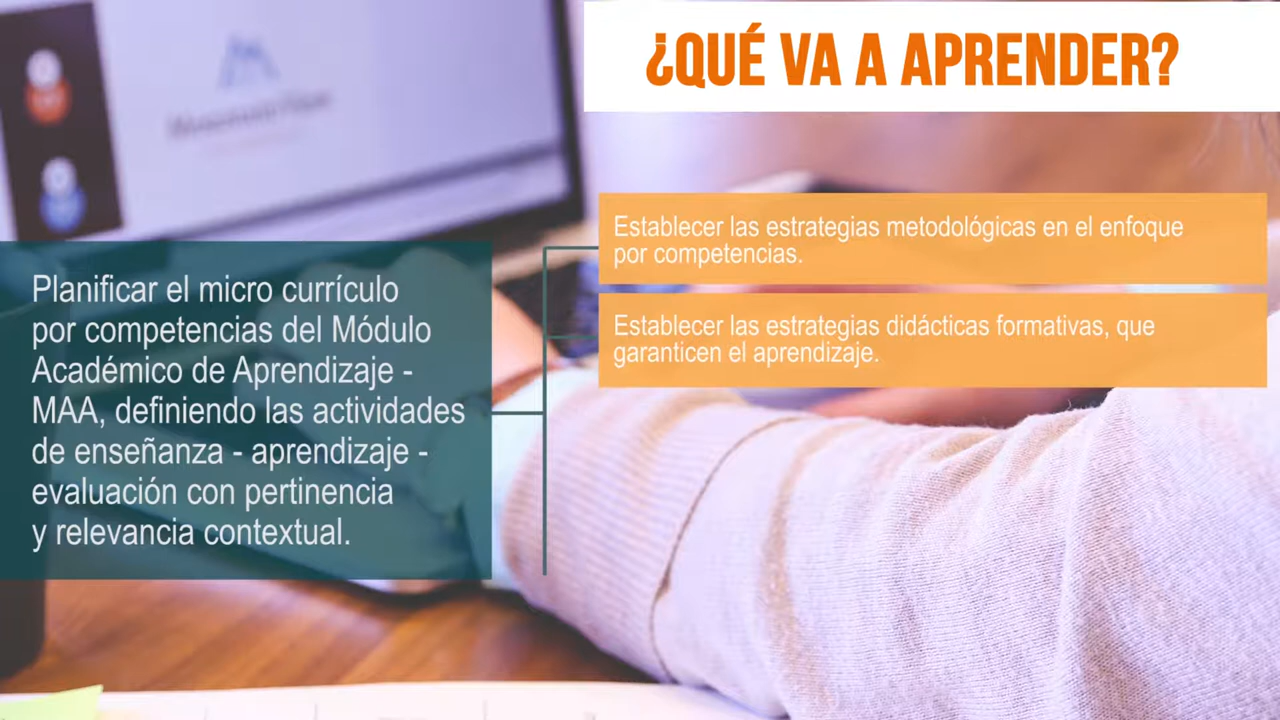 ¿QUÉ VA A APRENDER?
Planificar el micro currículo
por competencias del Módulo
Académico de Aprendizaje -
MAA, definiendo las actividades
de enseñanza - aprendizaje -
evaluación con pertinencia
y relevancia contextual.
Establecer las estrategias metodológicas en el enfoque
por competencias.
Establecer las estrategias didácticas formativas, que
garanticen el aprendizaje.